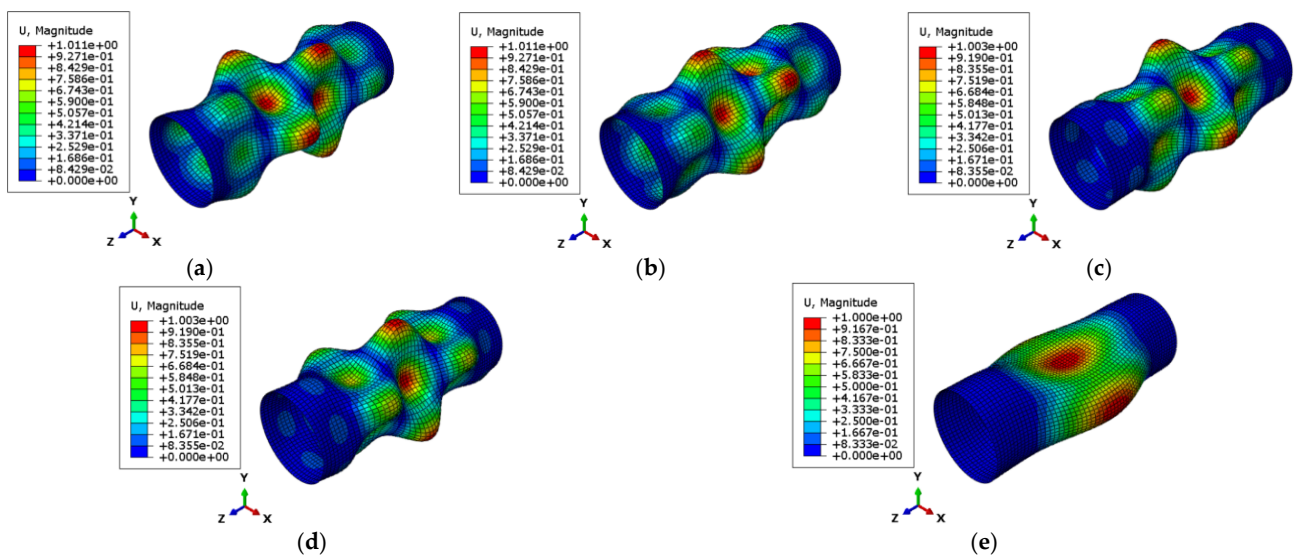 U, Magnitude
+1.011e+00
+9.271e-01
+8.429e-01
+7.586e-01
+6.743e-01
+5.900e-01
+5.057e-01
+4.214e-01
+3.371e-01
+2.529e-01
+1.686e-01
+8.429e-02
+0.000e+00
Y
Z X
(a)
U, Magnitude
+1.011e+00
+9.271e-01
+8.429e-01
+7.586e-01
+6.743e-01
+5.900e-01
+5.057e-01
+4.214e-01
+3.371e-01
+2.529e-01
+1.686e-01
+8.429e-02
+0.000e+00
Y
Z X
(b)
U, Magnitude
+1.003e+00
+9.190e-01
+8.355e-01
+7.519e-01
+6.684e-01
+5.848e-01
+5.013e-01
+4.177e-01
+3.342e-01
+2.506e-01
+1.671e-01
+8.355e-02
+0.000e+00
Y
Z X
(c)
U, Magnitude
+1.003e+00
+9.190e-01
+8.355e-01
+7.519e-01
+6.684e-01
+5.848e-01
+5.013e-01
+4.177e-01
+3.342e-01
+2.506e-01
+1.671e-01
+8.355e-02
+0.000e+00
Y
Z X
(d)
U, Magnitude
+1.000e+00
+9.167e-01
+8.333e-01
+7.500e-01
+6.667e-01
+5.833e-01
+5.000e-01
+4.167e-01
+3.333e-01
+2.500e-01
+1.667e-01
+8.333e-02
+0.000e+00
Y
Z X
(e)